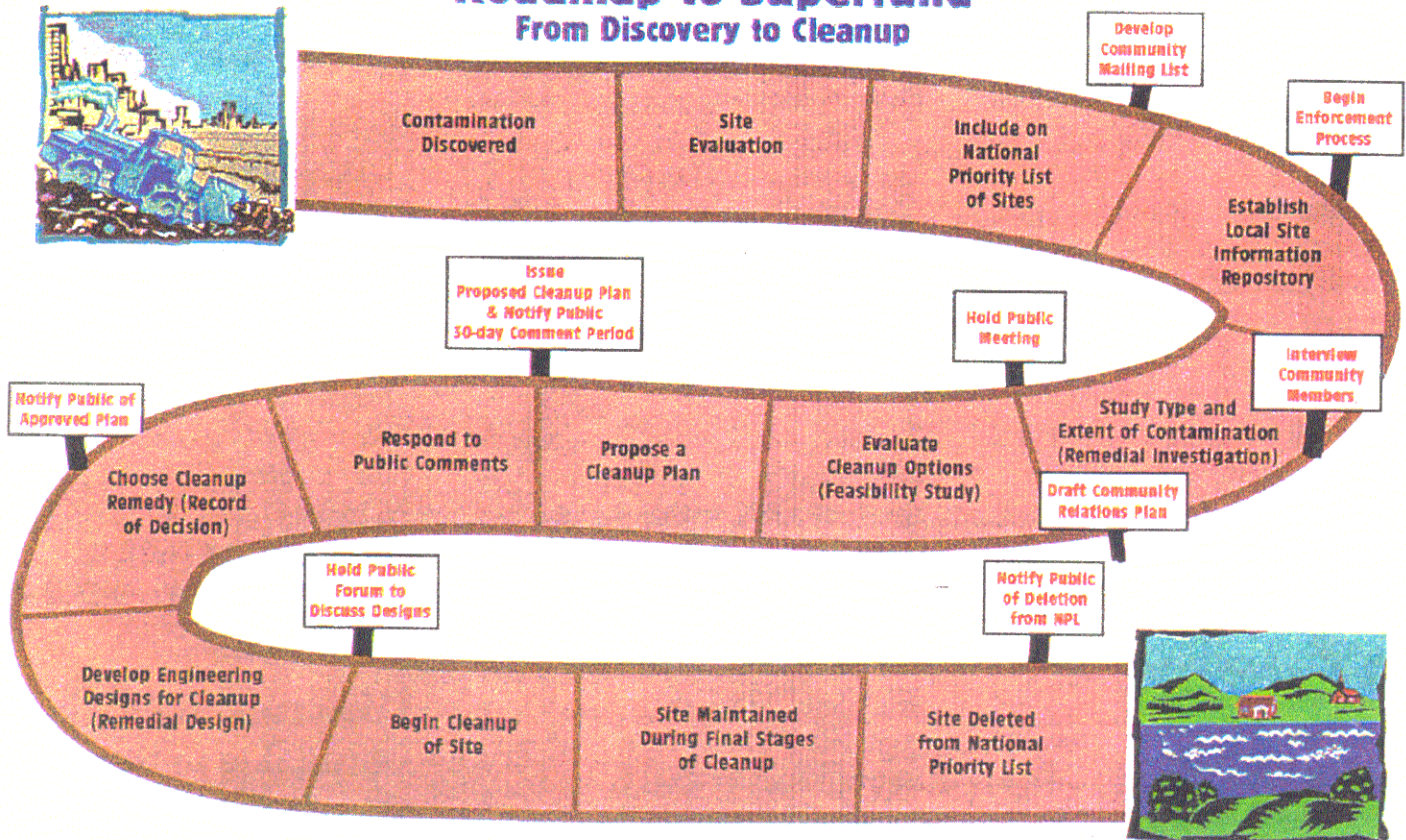 Roadmap to Superfund
From Discovery to Cleanup
Contamination
Discovered
Site
Evaluation
Include on
National
Priority List
of Sites
Develop
Community
Mailing List
Begin
Enforcement
Process
Establish
Local Site
Information
Repository
Interview
Community
Members
Study Type and
Extent of Contamination
(Remedial Investigation)
Draft Community
Relations Plan
Hold Public
Meeting
Evaluate
Cleanup Options
(Feasibility Study)
Propose a
Cleanup Plan
Issue
Proposed Cleanup Plan
& Notify Public
30-day Comment Period
Respond to
Public Comments
Choose Cleanup
Remedy (Record
of Decision)
Notify Public of
Approved Plan
Develop Engineering
Designs for Cleanup
(Remedial Design)
Hold Public
Forum to
Discuss Designs
Begin Cleanup
of Site
Site Maintained
During Final Stages
of Cleanup
Site Deleted
from National
Priority List
Notify Public
of Deletion
from NPL